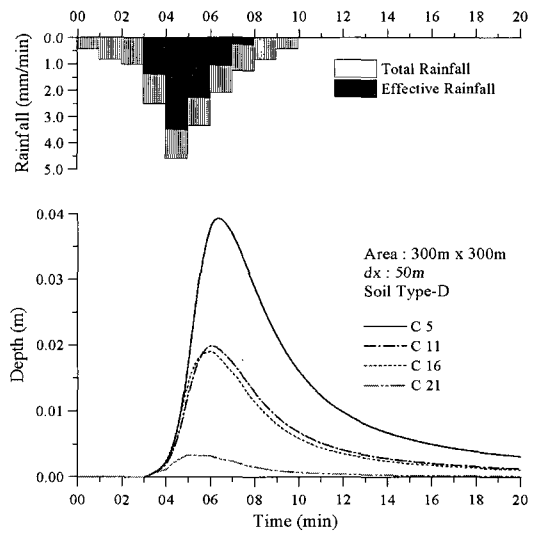 00 02 04 06 08 10 12 14 16 18 20
0.0
1.0
2.0
3.0
4.0
5.0
Rainfall (mm/min)
Total Rainfall
Effective Rainfall
0.04
0.03
0.02
0.01
0.00
Depth (m)
Area : 300m x 300m
dx : 50m
Soil Type-D
C 5
C 11
C 16
C 21
00 02 04 06 08 10 12 14 16 18 20
Time (min)